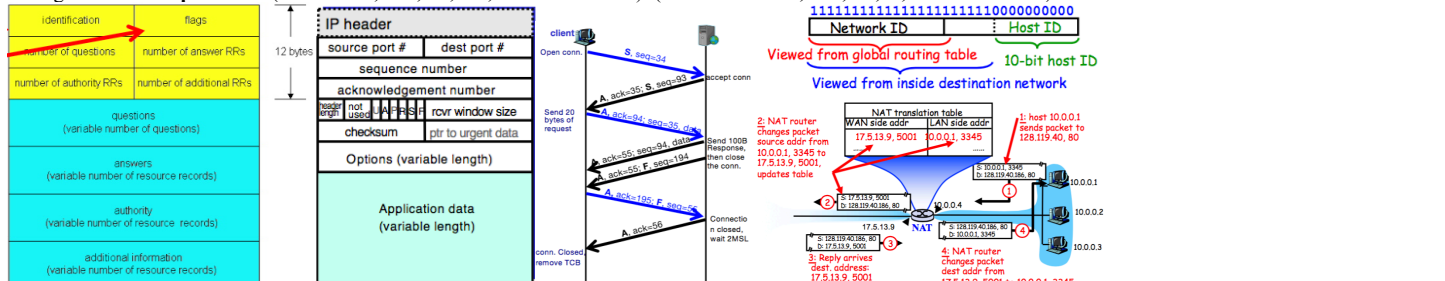 identification
flags
number of questions
number of answer RRs
number of authority RRs
number of additional RRs
questions
(variable number of questions)
answers
(variable number of resource records)
authority
(variable number of resource records)
additional information
(variable number of resource records)
12 bytes
IP header
source port #
dest port #
sequence number
acknowledgement number
header
length
not
used
U A P R S F
rcvr window size
checksum
ptr to urgent data
Options (variable length)
Application data
(variable length)
client
Open conn.
S, seq=34
A, ack=35; S, seq=93
accept conn
Send 20
bytes of
request
A, ack=94; seq=35, data
Send 100B
Response,
then close
the conn.
A, ack=55; seq=94, data
A, ack=55; F, seq=194
A, ack=195; F, seq=55
Connectio
n closed,
wait 2MSL
A, ack=56
conn. Closed,
remove TCB
11111111111111111111110000000000
Network ID
Host ID
Viewed from global routing table
10-bit host ID
Viewed from inside destination network
NAT translation table
WAN side addr
LAN side addr
17.5.13.9, 5001
10.0.0.1, 3345
......
......
2: NAT router
changes packet
source addr from
10.0.0.1, 3345 to
17.5.13.9, 5001,
updates table
1: host 10.0.0.1
sends packet to
128.119.40, 80
S: 10.0.0.1, 3345
D: 128.119.40.186, 80
1
10.0.0.1
S: 17.5.13.9, 5001
D: 128.119.40.186, 80
2
10.0.0.4
10.0.0.2
17.5.13.9
NAT
S: 128.119.40.186, 80
D: 10.0.0.1, 3345
4
10.0.0.3
S: 128.119.40.186, 80
D: 17.5.13.9, 5001
3
3: Reply arrives
dest. address:
17.5.13.9, 5001
4: NAT router
changes packet
dest addr from